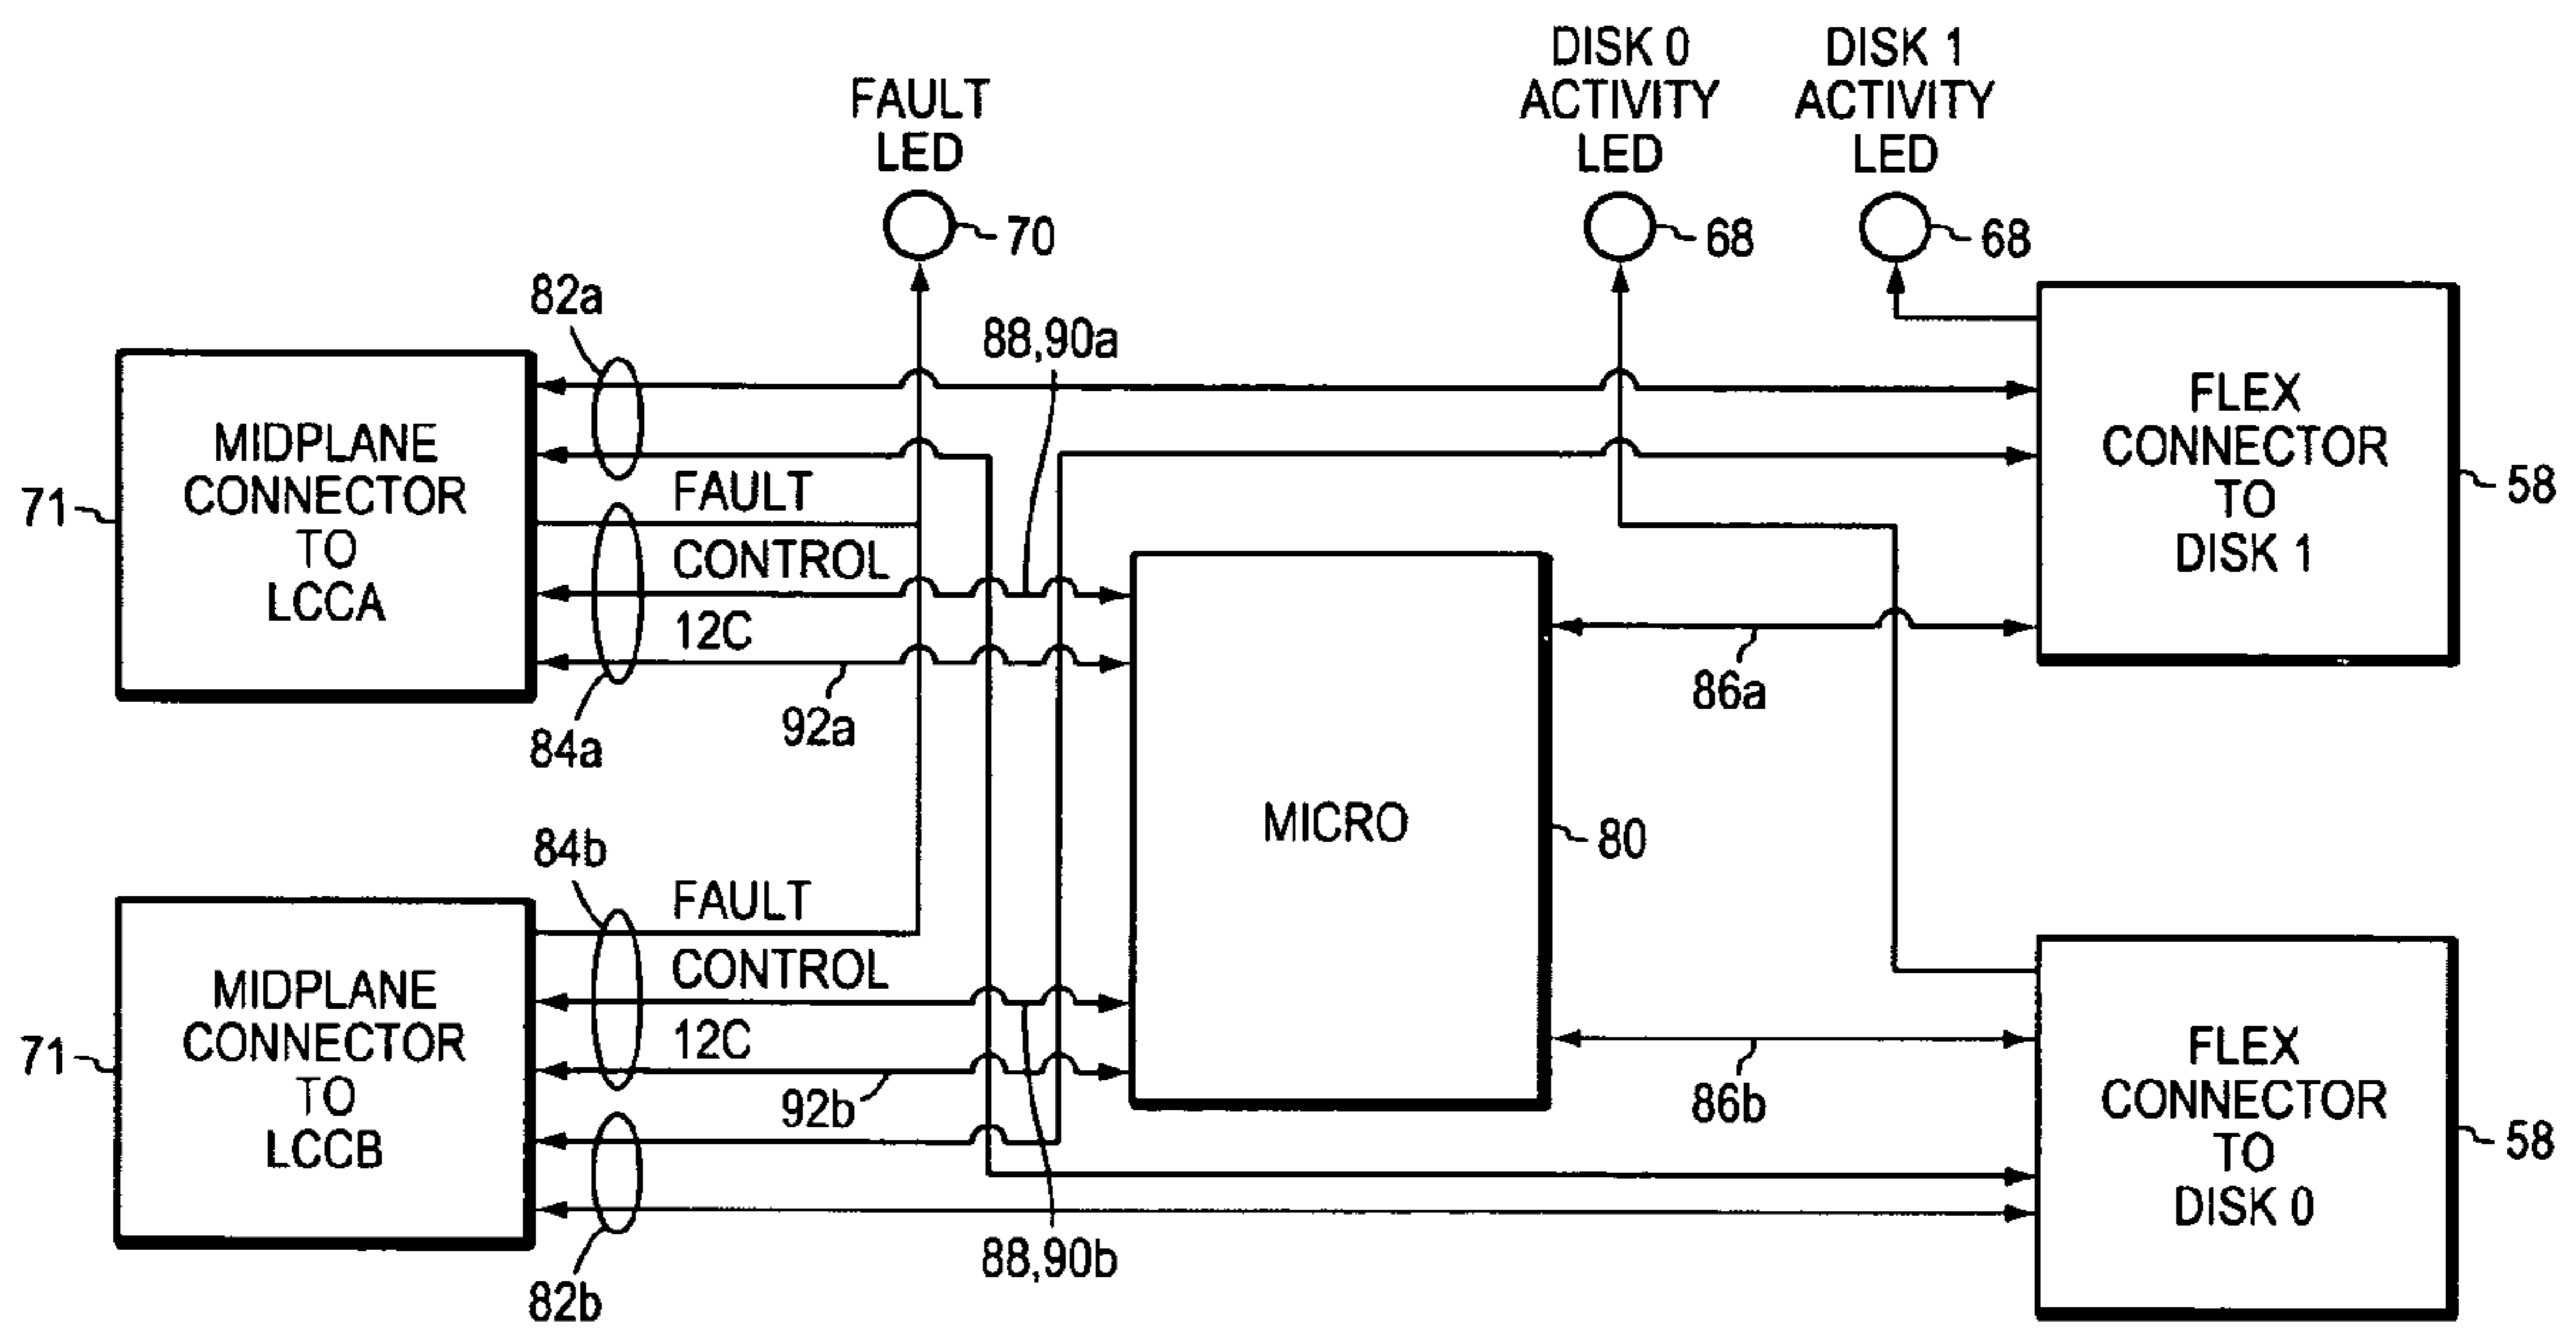 DISK 0
ACTIVITY
LED
DISK 1
ACTIVITY
LED
FAULT
LED
70
68
68
82a
88,90a
MIDPLANE
CONNECTOR
TO
LCCA
71
FAULT
CONTROL
12C
84a
92a
FLEX
CONNECTOR
TO
DISK 1
58
86a
MICRO
80
84b
MIDPLANE
CONNECTOR
TO
LCCB
71
FAULT
CONTROL
12C
92b
82b
88,90b
86b
FLEX
CONNECTOR
TO
DISK 0
58